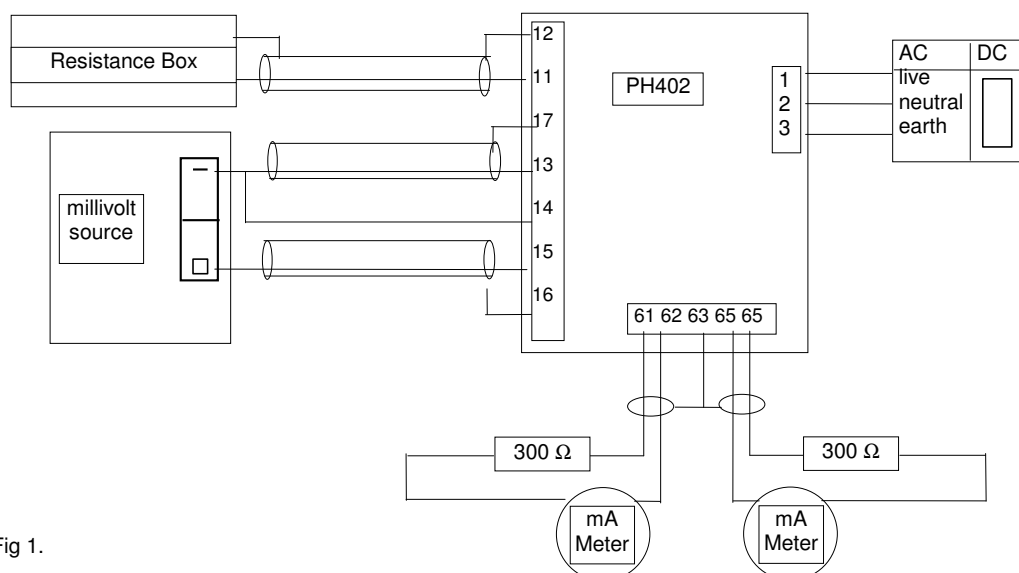 Resistance Box
12
11
17
13
14
15
16
PH402
1
2
3
AC DC
live
neutral
earth
millivolt
source
–
61 62 63 65 65
300 Ω
300 Ω
mA
Meter
mA
Meter
Fig 1.